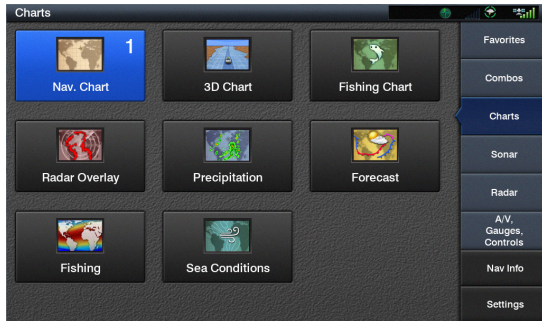 Charts
1
Nav. Chart
3D Chart
Fishing Chart
Radar Overlay
Precipitation
Forecast
Fishing
Sea Conditions
Favorites
Combos
Charts
Sonar
Radar
A/V,
Gauges,
Controls
Nav Info
Settings